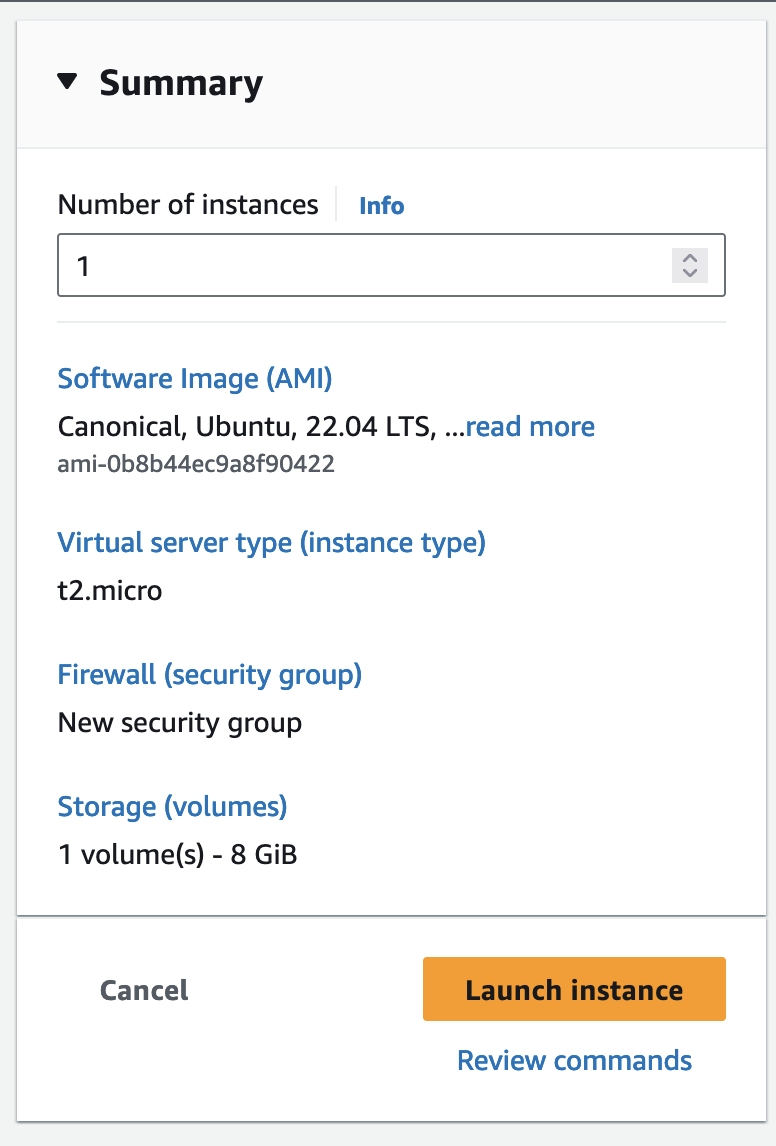 Summary
Number of instances Info
1
Software Image (AMI)
Canonical, Ubuntu, 22.04 LTS, ...read more
ami-0b8b44ec9a8f90422
Virtual server type (instance type)
t2.micro
Firewall (security group)
New security group
Storage (volumes)
1 volume(s) - 8 GiB
Cancel Launch instance
Review commands